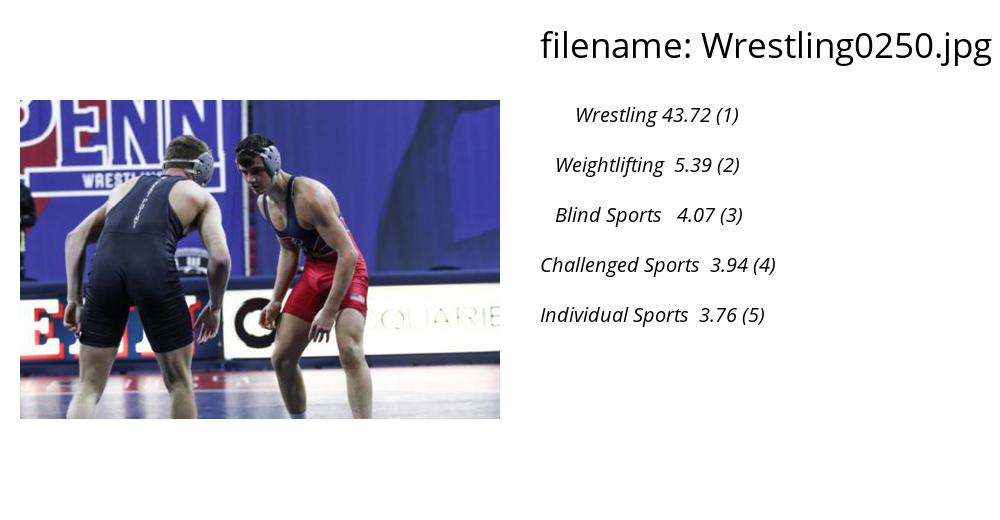 filename: Wrestling0250.jpg
Wrestling 43.72 (1)
Weightlifting 5.39 (2)
Blind Sports 4.07 (3)
Challenged Sports 3.94 (4)
Individual Sports 3.76 (5)
PENN
WRESTLI
QUARIE